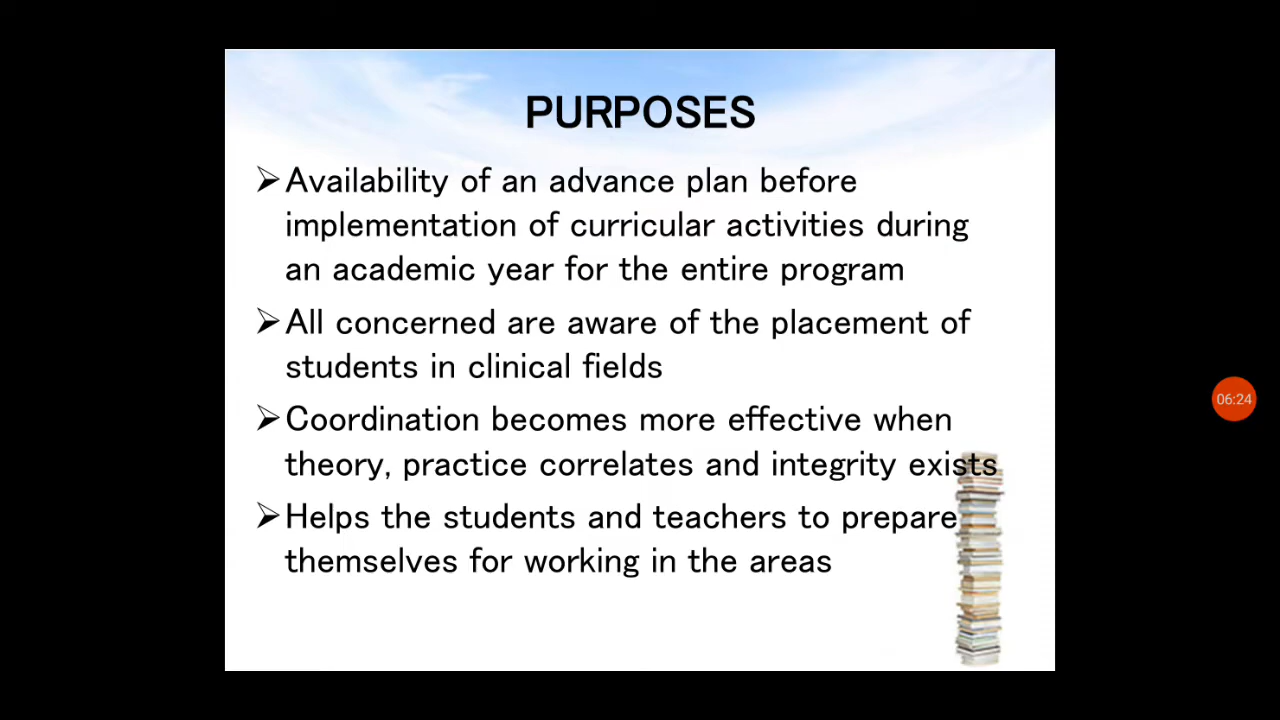 PURPOSES
➢Availability of an advance plan before
implementation of curricular activities during
an academic year for the entire program
➢All concerned are aware of the placement of
students in clinical fields
➢Coordination becomes more effective when
theory, practice correlates and integrity exists
➢Helps the students and teachers to prepare
themselves for working in the areas
06:24